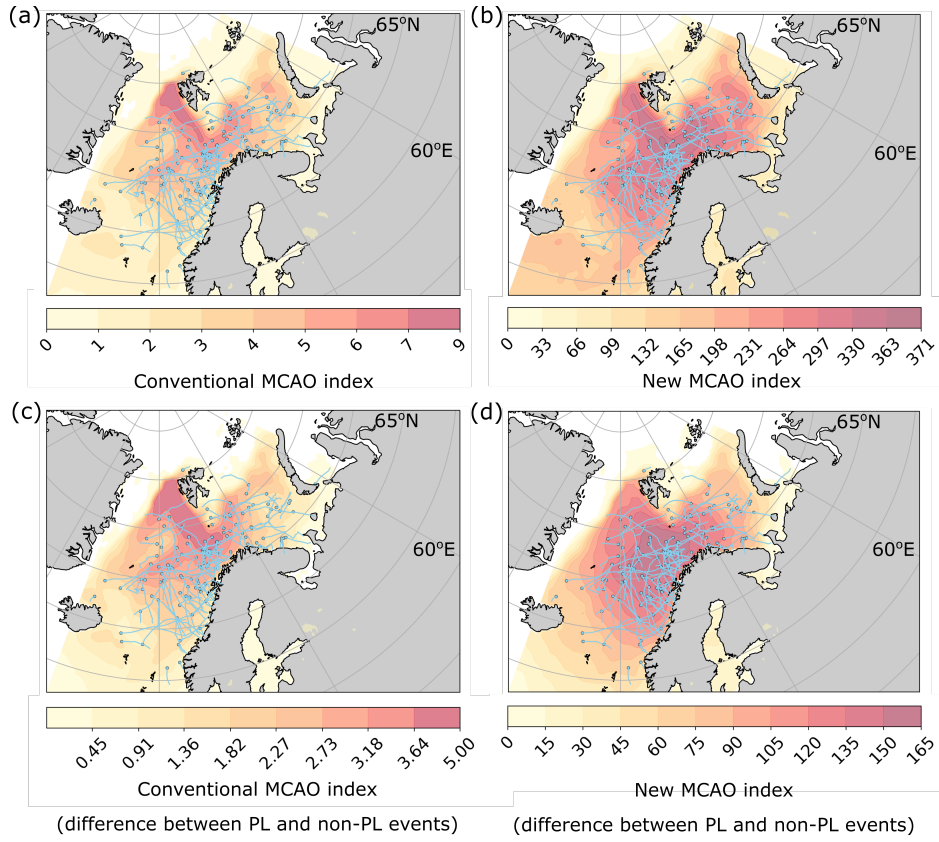 (a)
65°N
60°E
0 1 2 3 4 5 6 7 9
Conventional MCAO index
(b)
65°N
60°E
0 33 66 99 132 165 198 231 264 297 330 363 371
New MCAO index
(c)
65°N
60°E
0.45 0.91 1.36 1.82 2.27 2.73 3.18 3.64 5.00
Conventional MCAO index
(difference between PL and non-PL events)
(d)
65°N
60°E
0 15 30 45 60 75 90 105 120 135 150 165
New MCAO index
(difference between PL and non-PL events)